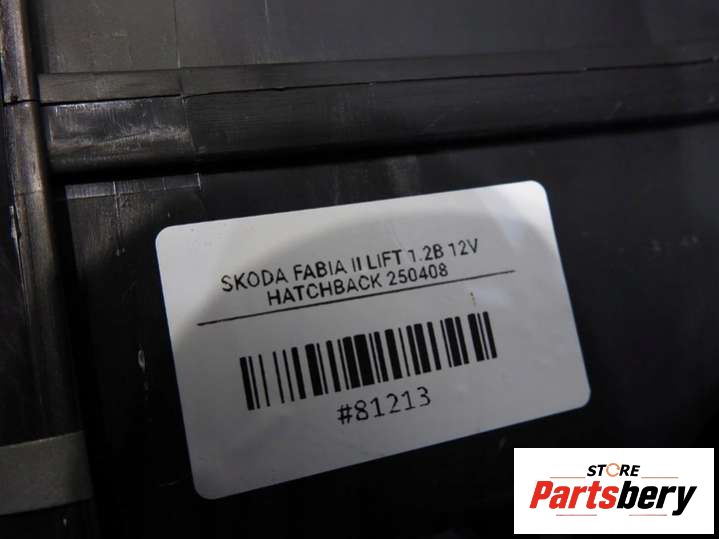 SKODA FABIA II LIFT 1.2B 12V
HATCHBACK 250408
#81213
STORE
Partsbery